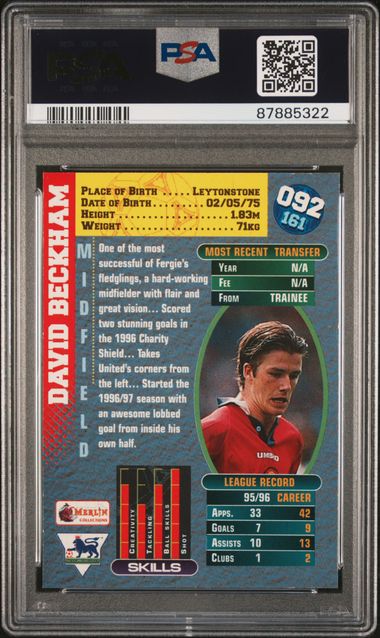 PSA
87885322
DAVID BECKHAM
MIDFIELD
PLACE OF BIRTH ..... LEYTONSTONE
DATE OF BIRTH ............. 02/05/75
HEIGHT ........................... 1.83M
WEIGHT ........................... 71KG
092
161
One of the most
successful of Fergie's
fledglings, a hard-working
midfielder with flair and
great vision... Scored
two stunning goals in
the 1996 Charity
Shield... Takes
United's corners from
the left... Started the
1996/97 season with
an awesome lobbed
goal from inside his
own half.
MOST RECENT TRANSFER
YEAR N/A
FEE N/A
FROM TRAINEE
UMBRO
LEAGUE RECORD
95/96 CAREER
APPS. 33 42
GOALS 7 9
ASSISTS 10 13
CLUBS 1 2
MERLIN
COLLECTIONS
CREATIVITY
TACKLING
BALL SKILLS
SHOT
SKILLS